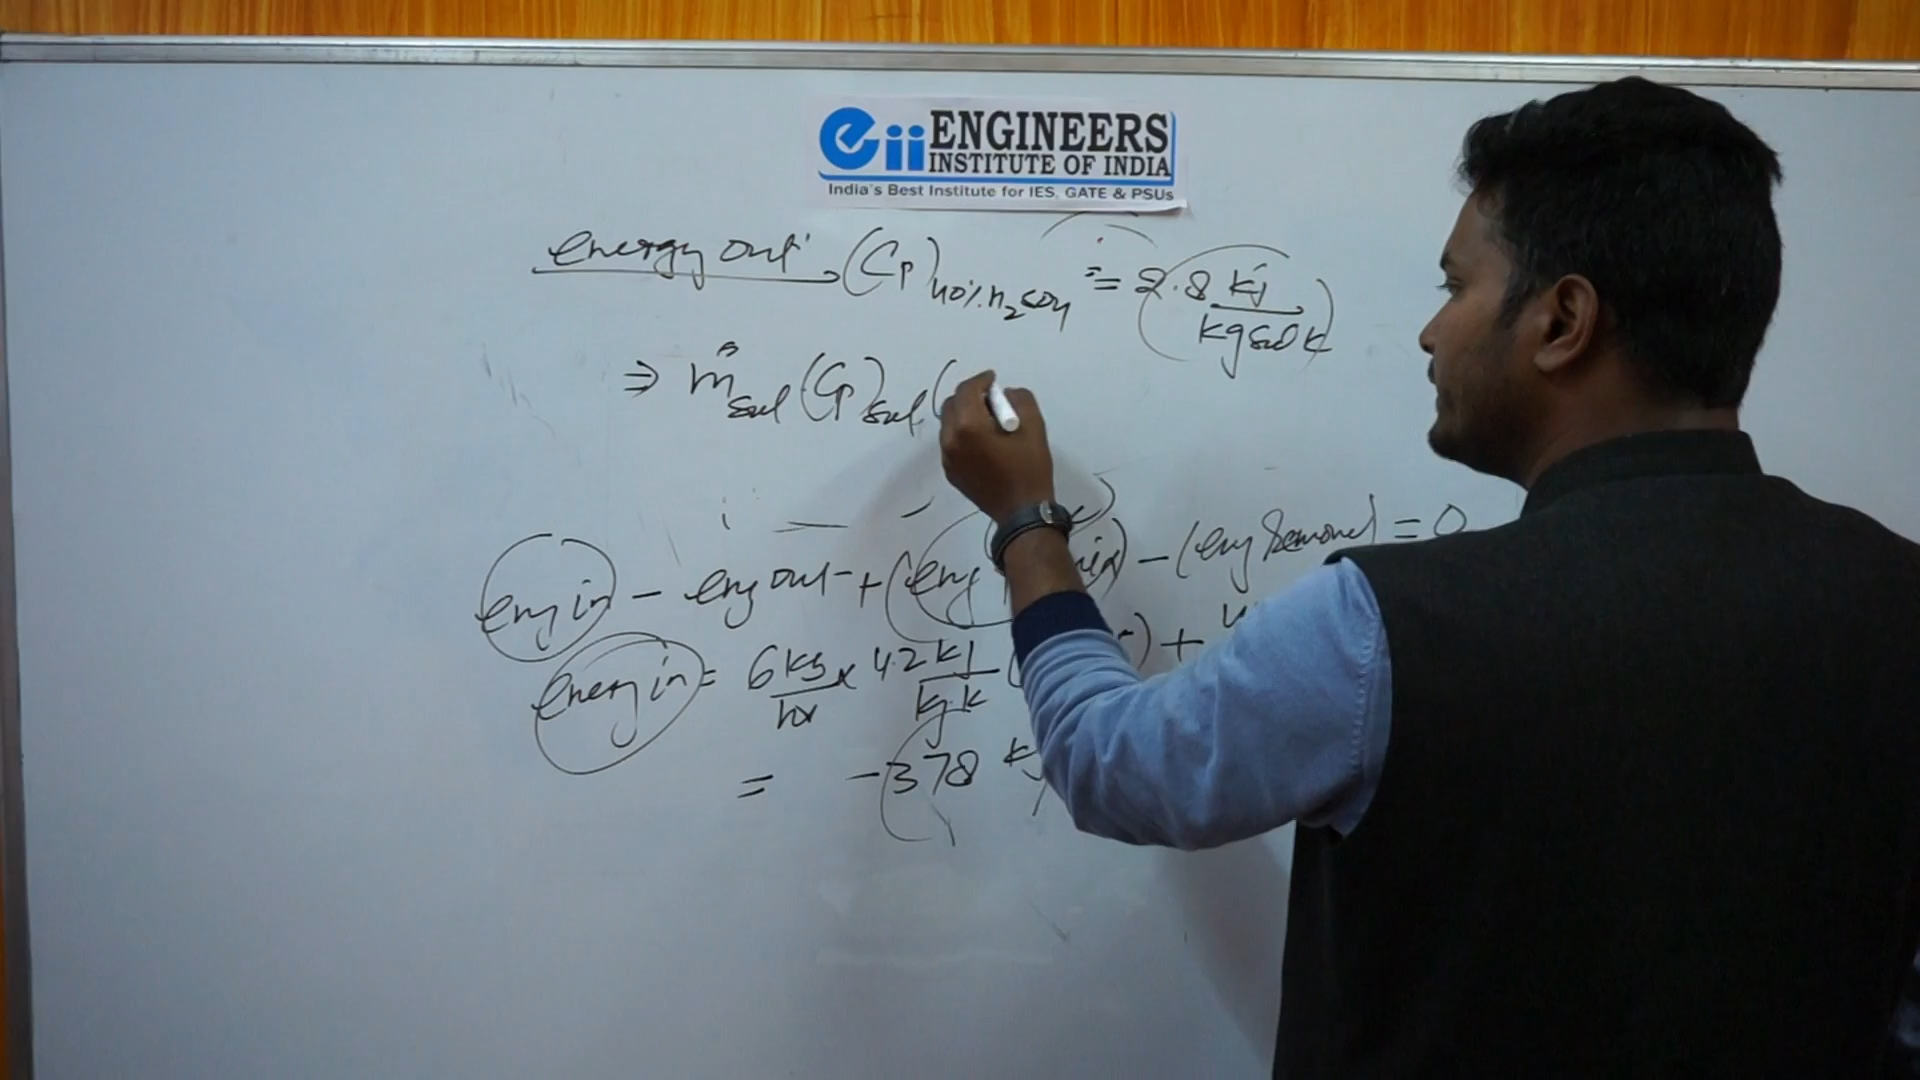 eii ENGINEERS
INSTITUTE OF INDIA
India's Best Institute for IES, GATE & PSUs
energy out (Cp)40% H2SO4 = 2.8 kj / kg sol k
⇒ ṁsol (Cp)sol (
eng in - eng out + (eng - (eng Remove) = 0
energy in = 6 kg / hr × 4.2 kj / kg.k ( ) +
= -378 kj